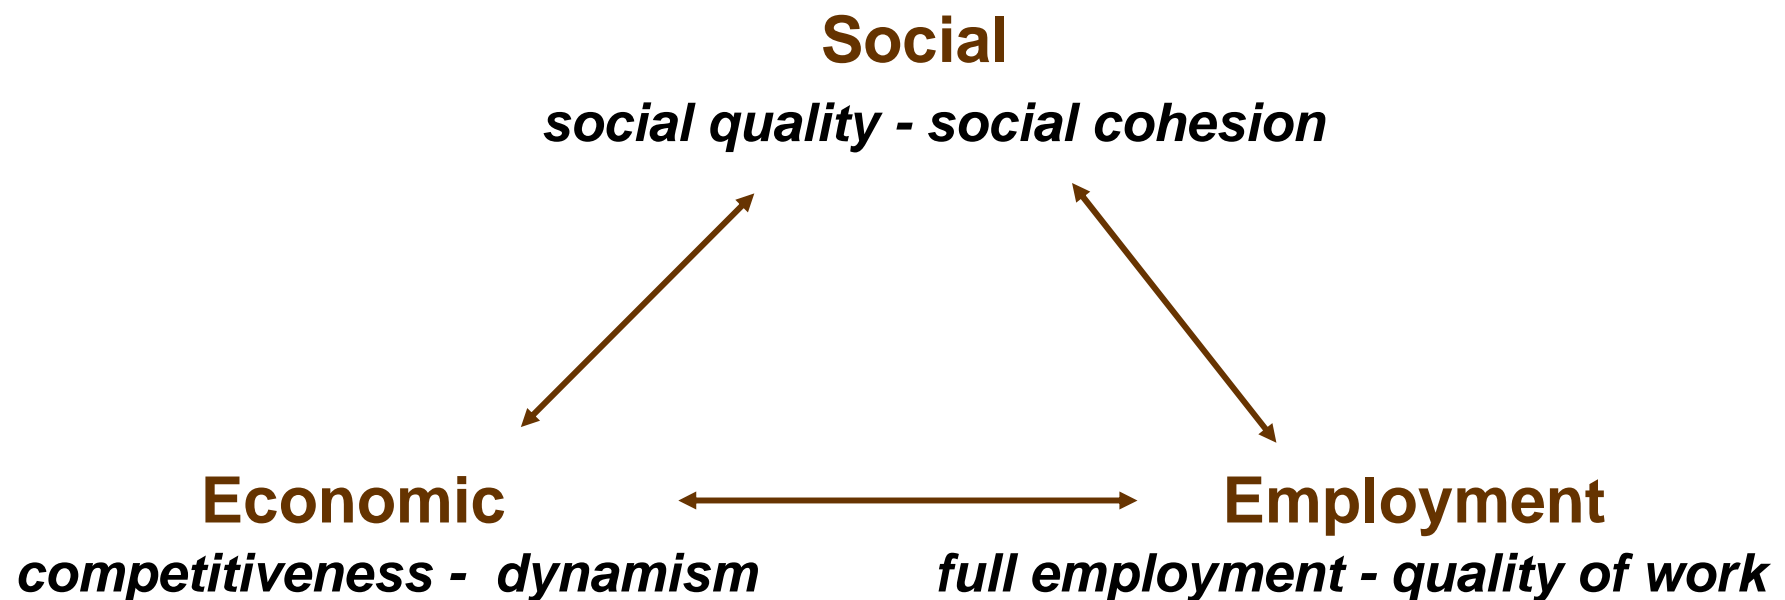 Social
social quality - social cohesion
Economic
Employment
competitiveness - dynamism
full employment - quality of work